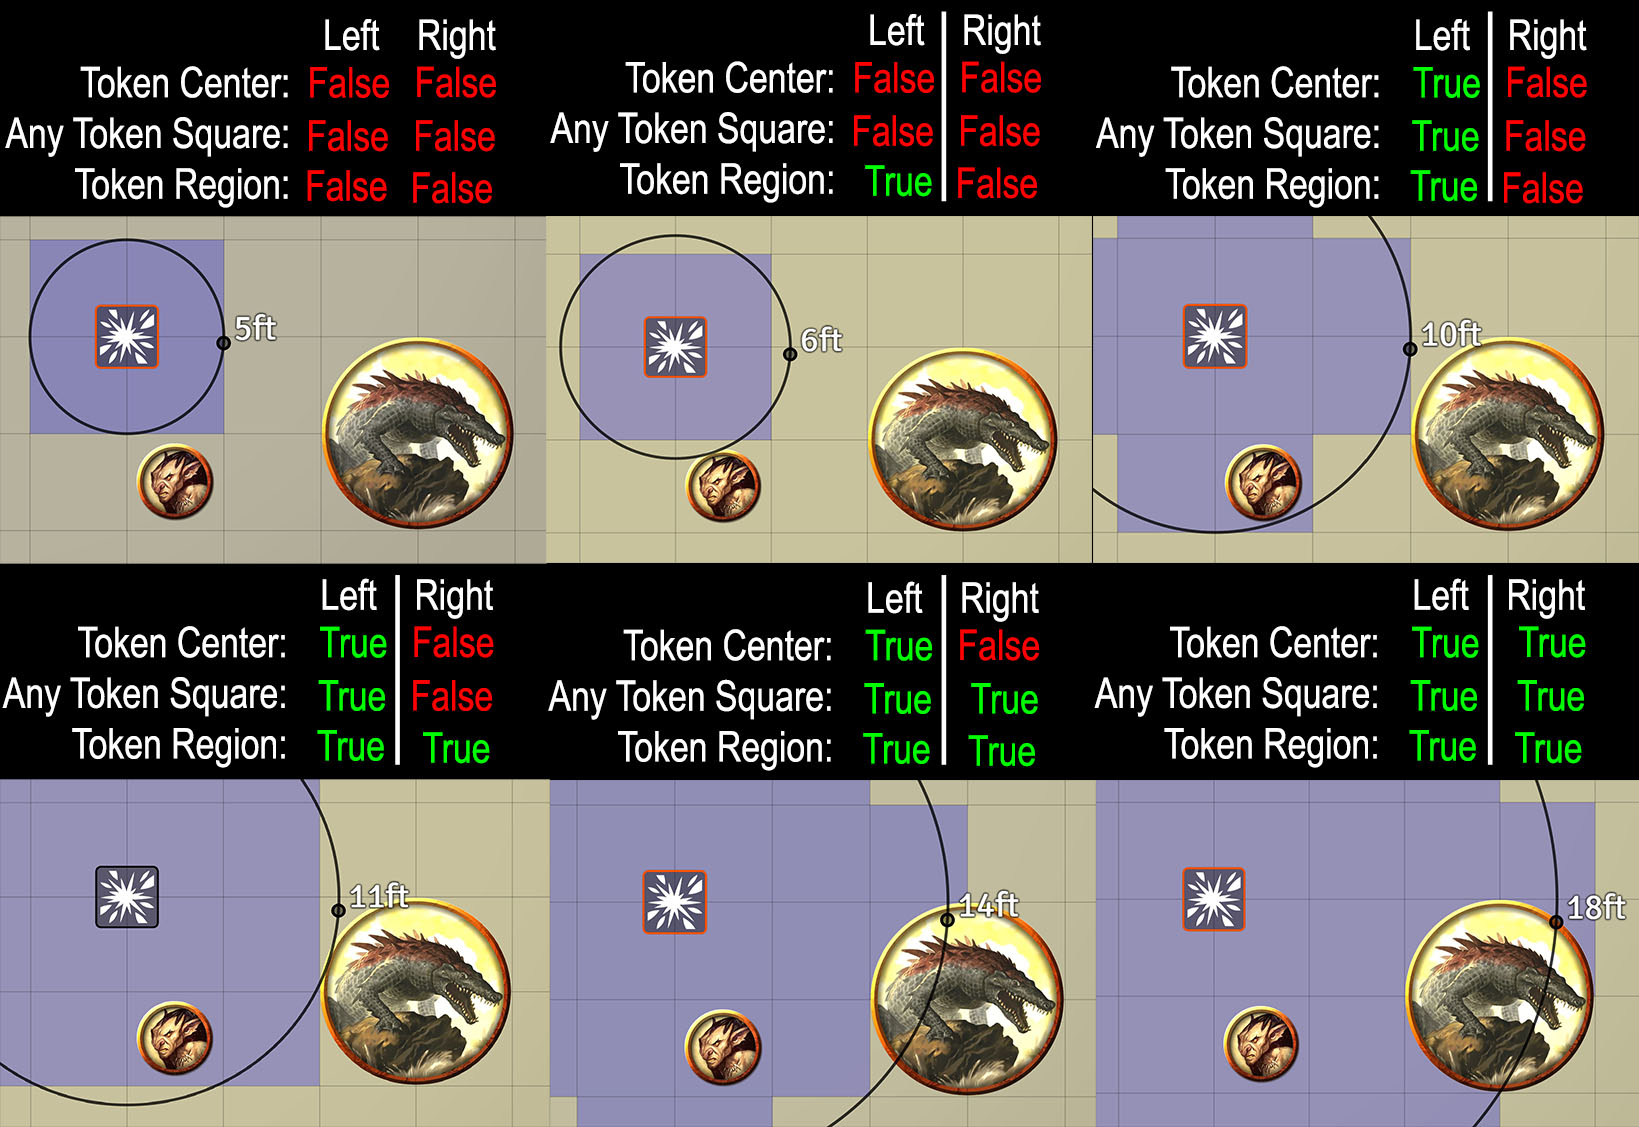 Left Right
Token Center: False False
Any Token Square: False False
Token Region: False False
5ft
Left Right
Token Center: False False
Any Token Square: False False
Token Region: True False
6ft
Left Right
Token Center: True False
Any Token Square: True False
Token Region: True False
10ft
Left Right
Token Center: True False
Any Token Square: True False
Token Region: True True
11ft
Left Right
Token Center: True False
Any Token Square: True True
Token Region: True True
14ft
Left Right
Token Center: True True
Any Token Square: True True
Token Region: True True
18ft